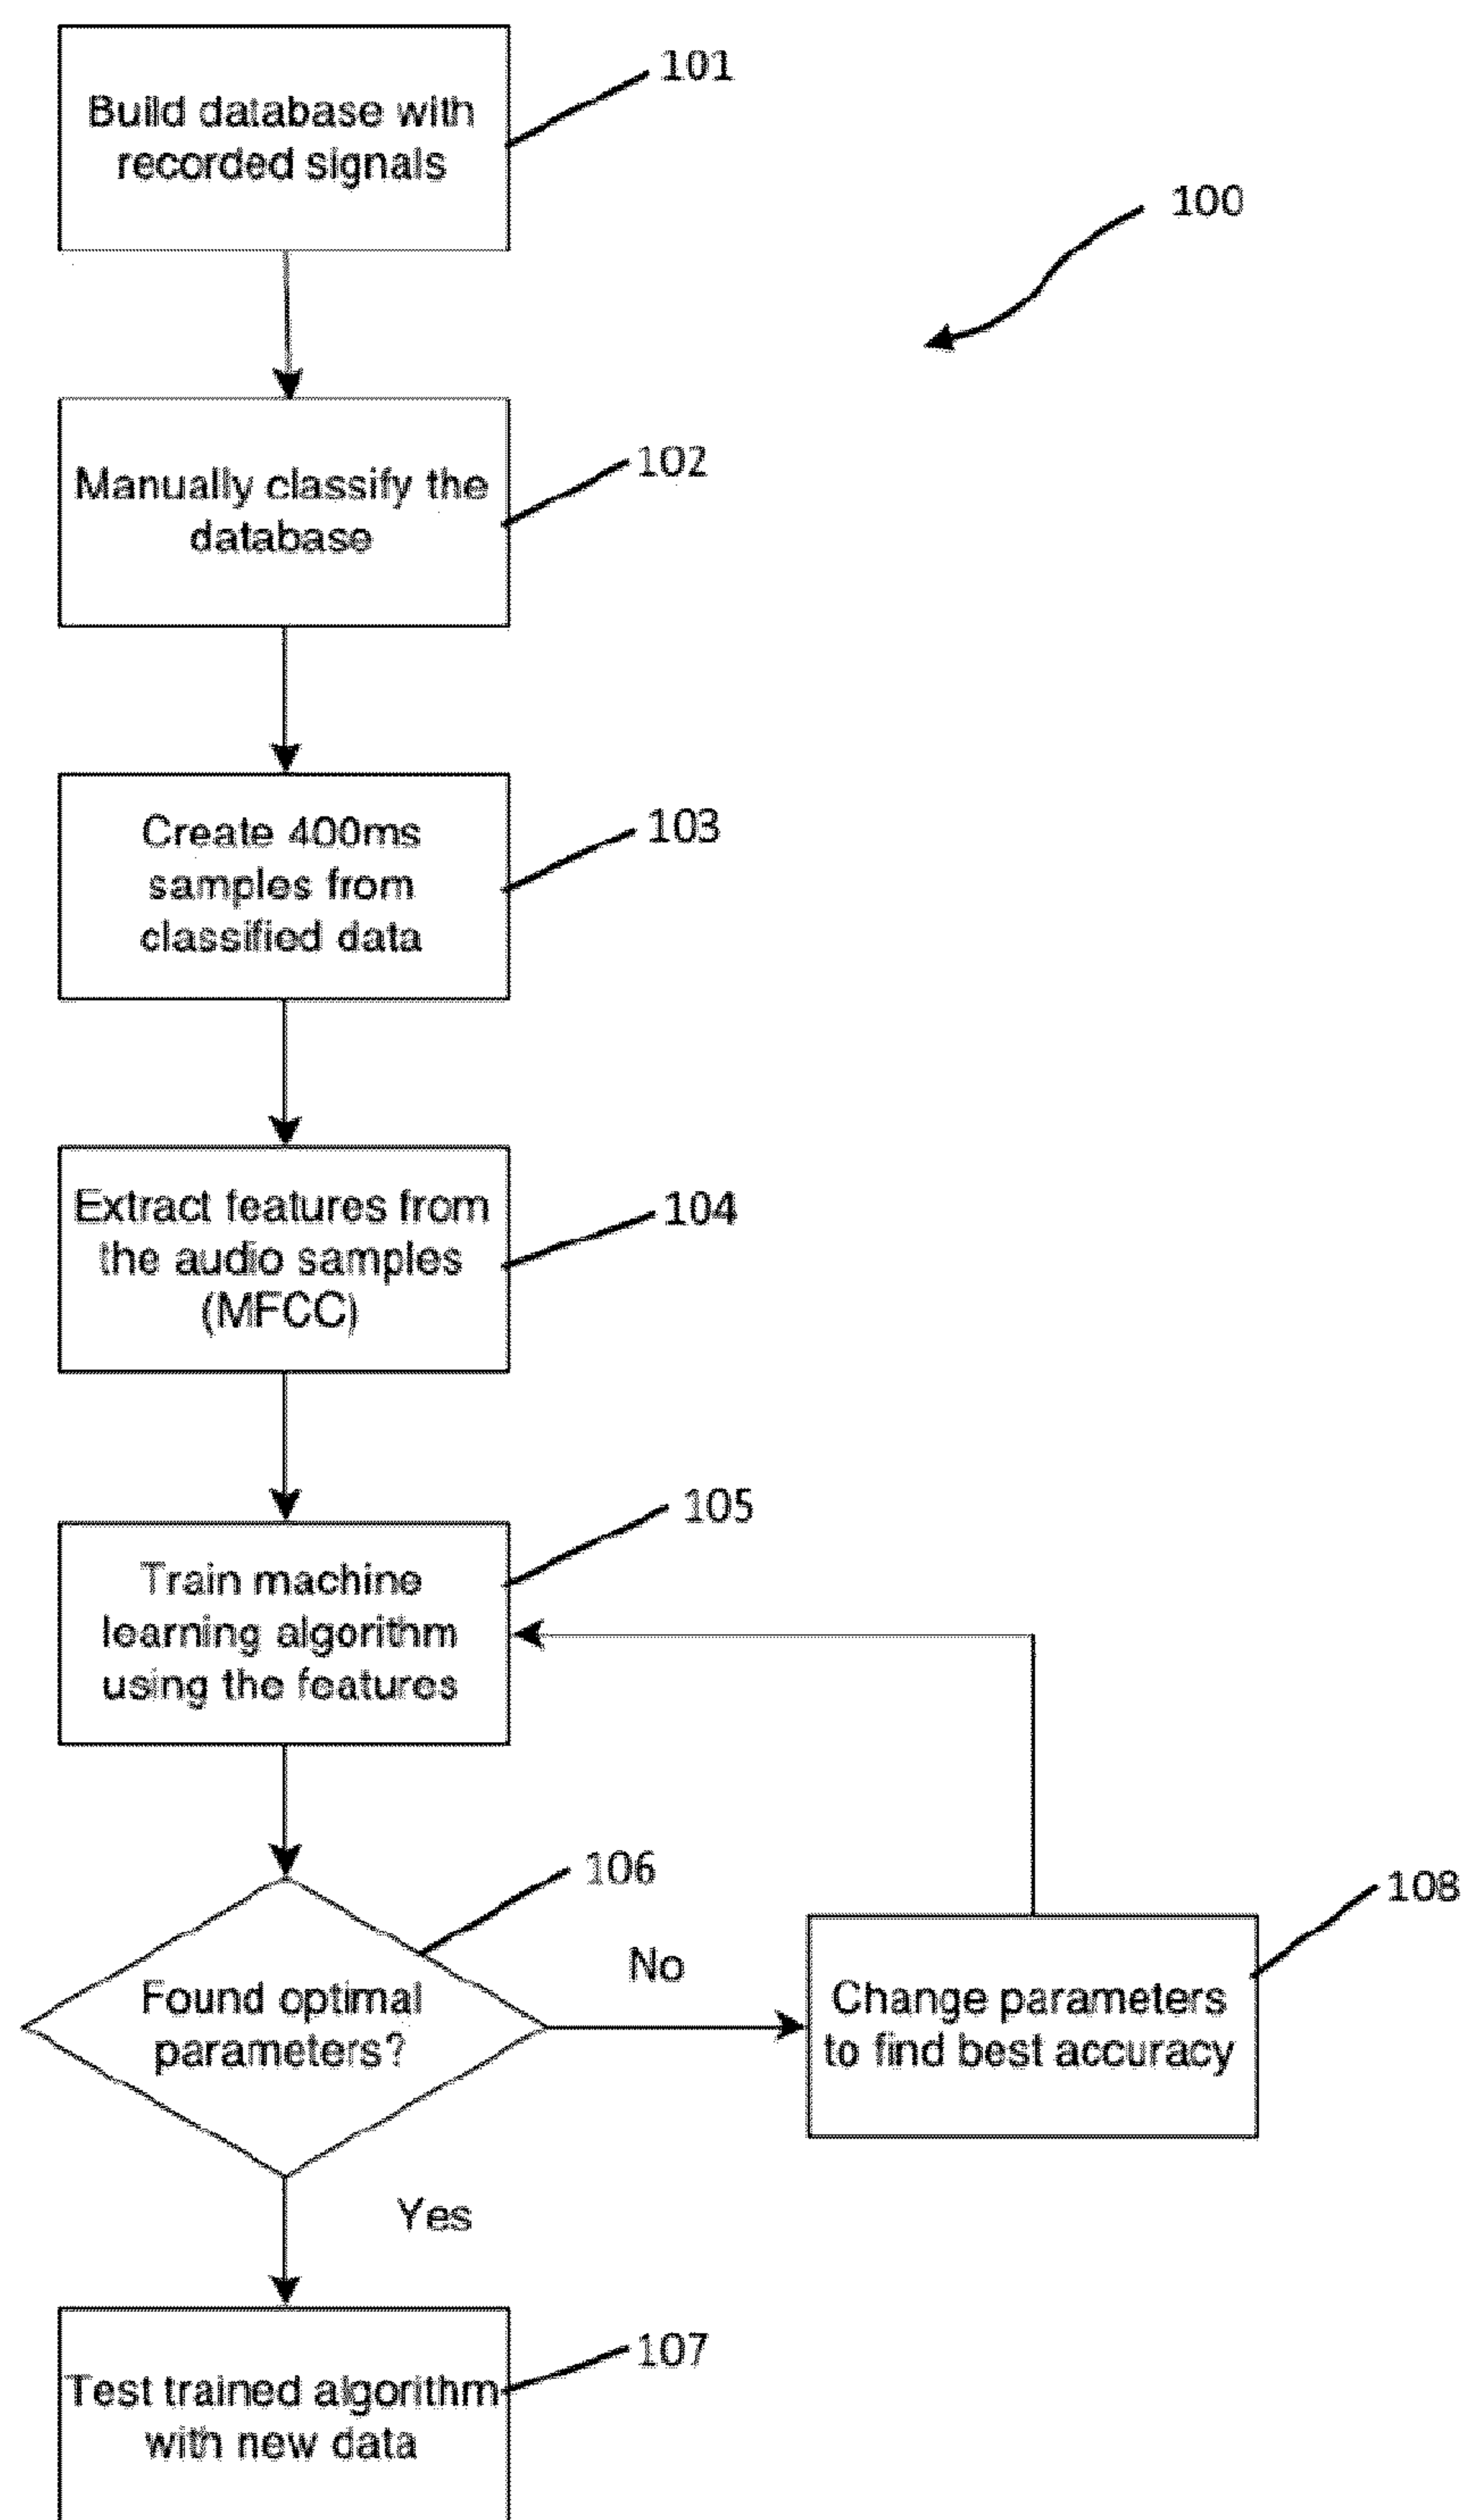 101
Build database with
recorded signals
100
102
Manually classify the
database
103
Create 400ms
samples from
classified data
104
Extract features from
the audio samples
(MFCC)
105
Train machine
learning algorithm
using the features
106
108
No
Found optimal
parameters?
Change parameters
to find best accuracy
Yes
107
Test trained algorithm
with new data